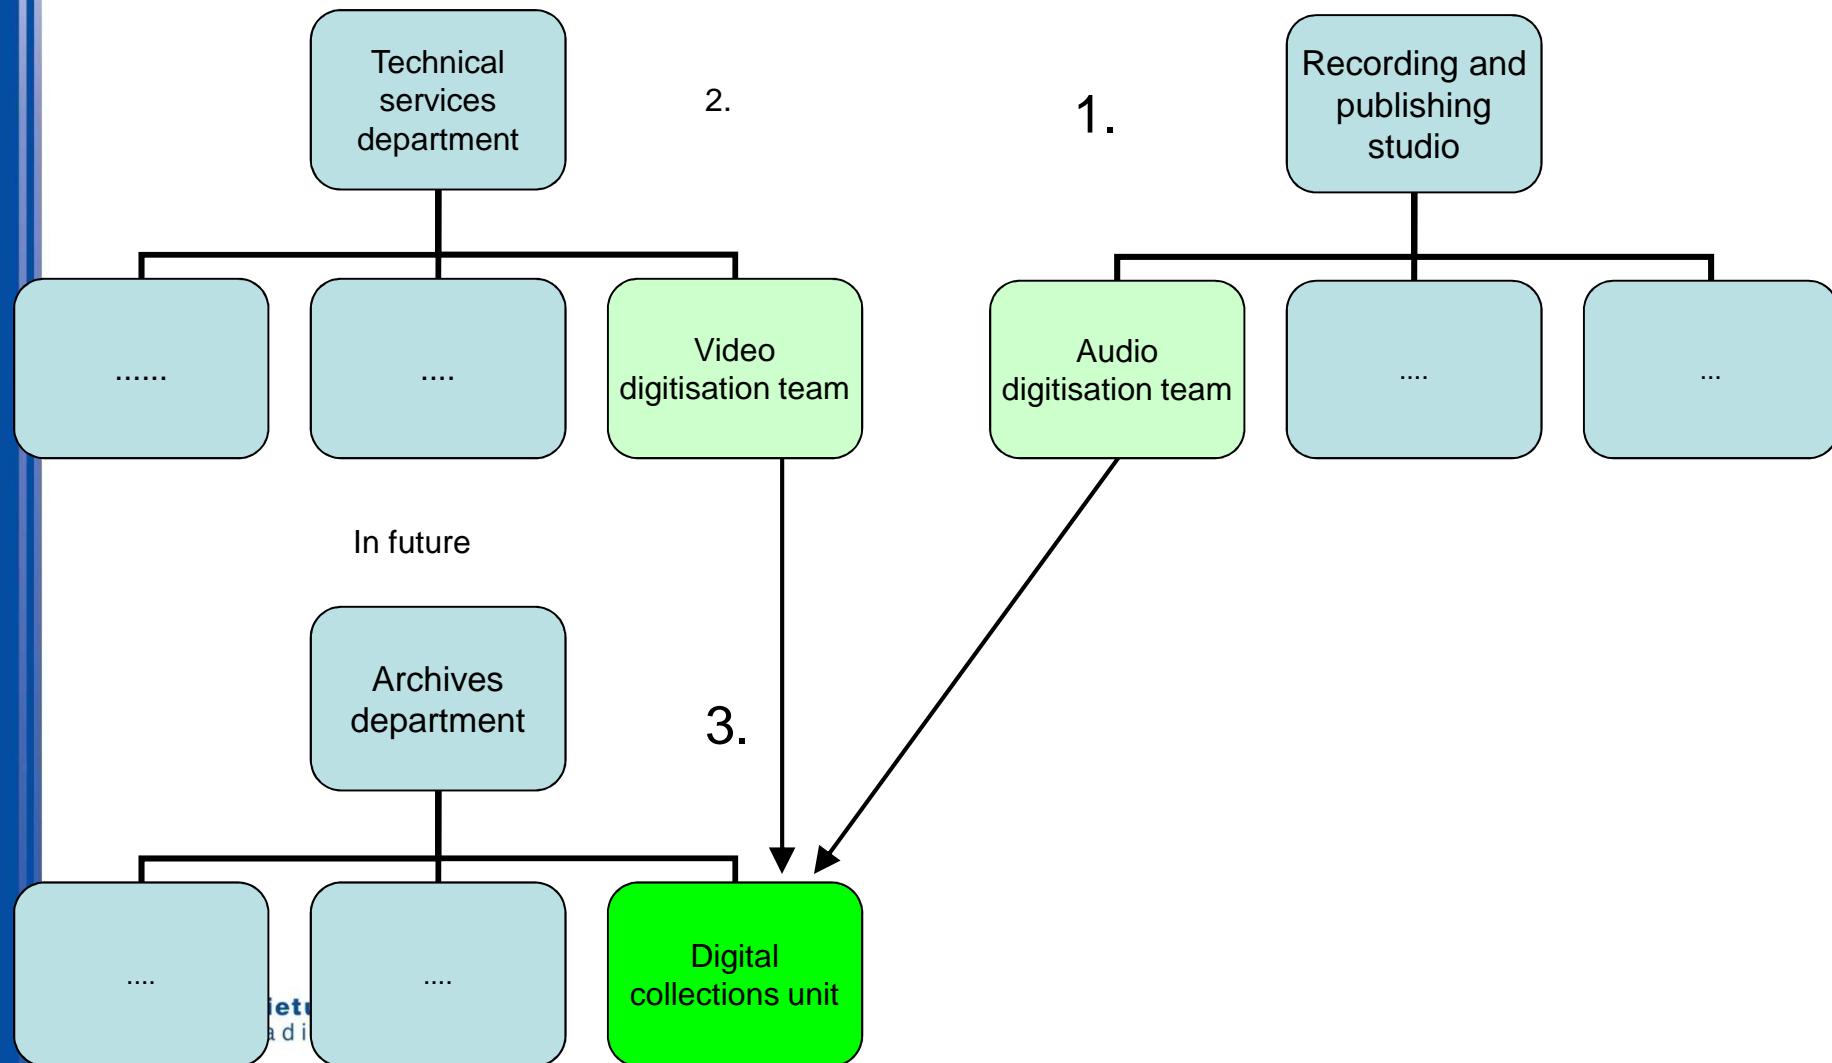 Technical
services
department
2.
1.
Recording and
publishing
studio
......
....
Video
digitisation team
Audio
digitisation team
....
...
In future
Archives
department
3.
....
....
Digital
collections unit